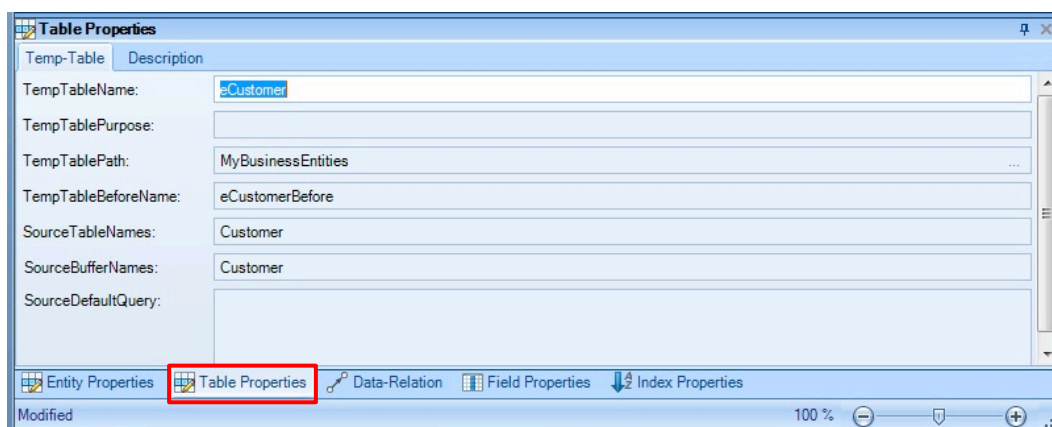 Table Properties
Temp-Table Description
TempTableName: eCustomer
TempTablePurpose:
TempTablePath: MyBusinessEntities ...
TempTableBeforeName: eCustomerBefore
SourceTableNames: Customer
SourceBufferNames: Customer
SourceDefaultQuery:
Entity Properties Table Properties Data-Relation Field Properties Index Properties
Modified 100 %